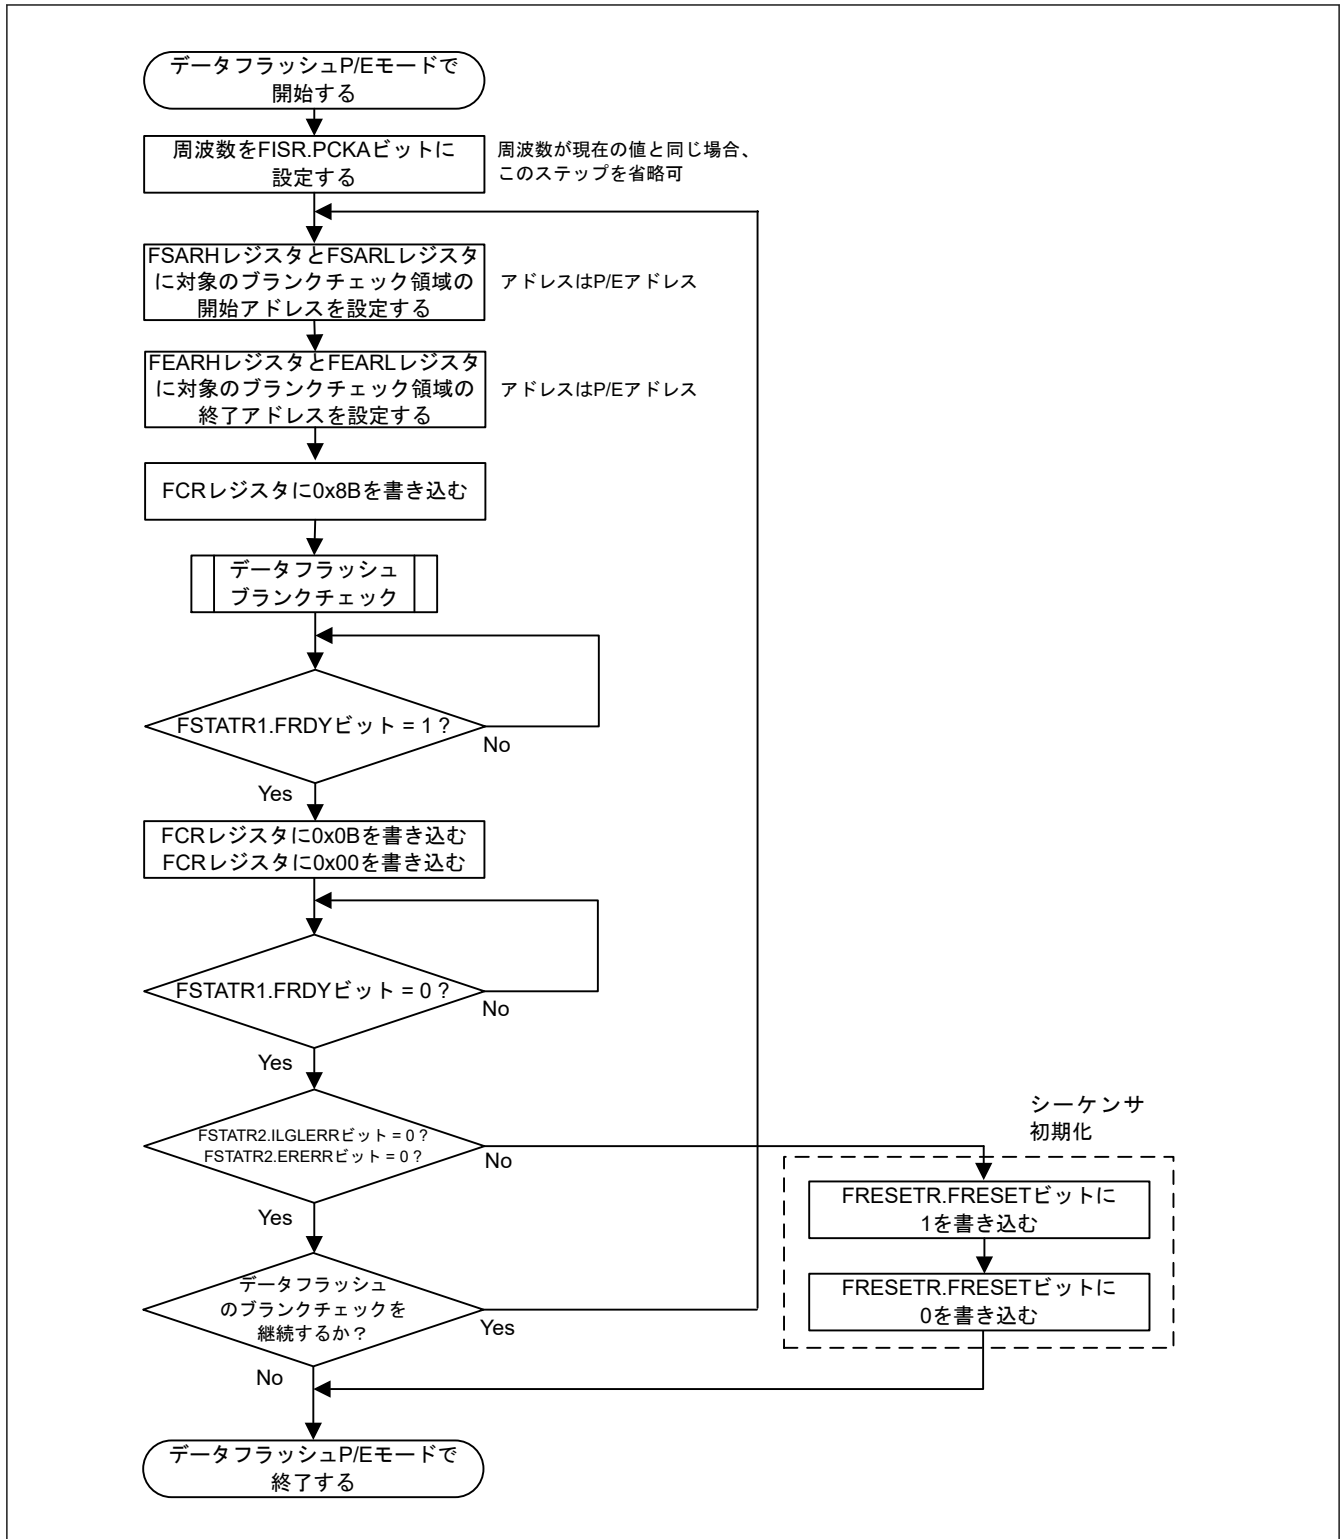 データフラッシュP/Eモードで
開始する
周波数をFISR.PCKAビットに
設定する
周波数が現在の値と同じ場合、
このステップを省略可
FSARHレジスタとFSARLレジスタ
に対象のブランクチェック領域の
開始アドレスを設定する
アドレスはP/Eアドレス
FEARHレジスタとFEARLレジスタ
に対象のブランクチェック領域の
終了アドレスを設定する
アドレスはP/Eアドレス
FCRレジスタに0x8Bを書き込む
データフラッシュ
ブランクチェック
FSTATR1.FRDYビット = 1 ?
No
Yes
FCRレジスタに0x0Bを書き込む
FCRレジスタに0x00を書き込む
FSTATR1.FRDYビット = 0 ?
No
Yes
FSTATR2.ILGLERRビット = 0 ?
FSTATR2.ERERRビット = 0 ?
No
Yes
シーケンサ
初期化
FRESETR.FRESETビットに
1を書き込む
FRESETR.FRESETビットに
0を書き込む
データフラッシュ
のブランクチェックを
継続するか？
Yes
No
データフラッシュP/Eモードで
終了する